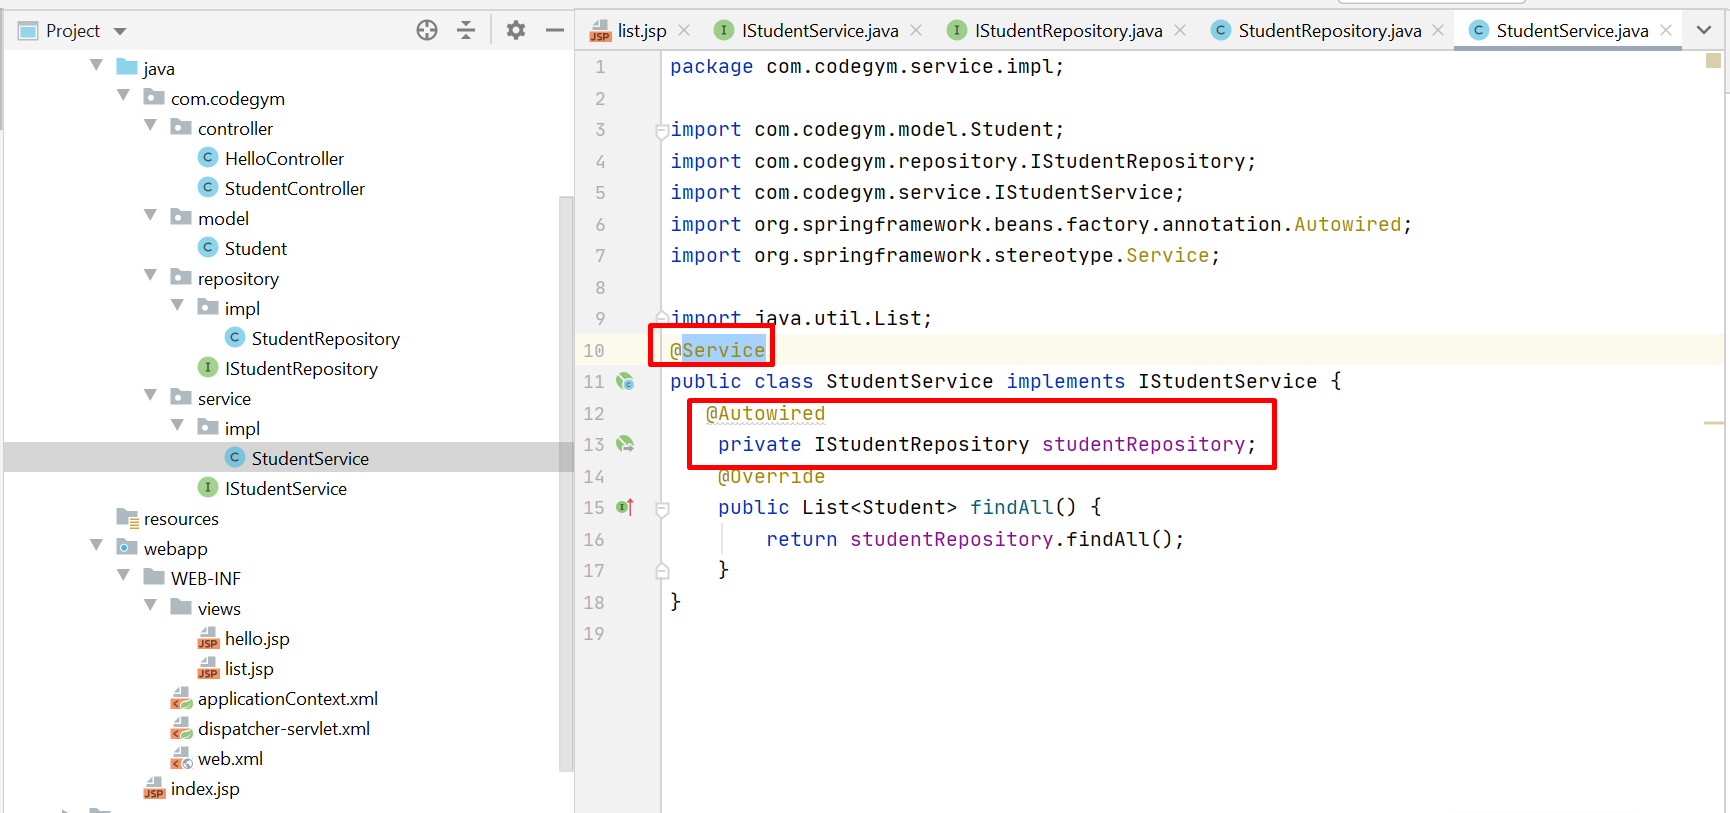 Project
java
com.codegym
controller
HelloController
StudentController
model
Student
repository
impl
StudentRepository
IStudentRepository
service
impl
StudentService
IStudentService
resources
webapp
WEB-INF
views
hello.jsp
list.jsp
applicationContext.xml
dispatcher-servlet.xml
web.xml
index.jsp
list.jsp IStudentService.java IStudentRepository.java StudentRepository.java StudentService.java
1 package com.codegym.service.impl;
2
3 import com.codegym.model.Student;
4 import com.codegym.repository.IStudentRepository;
5 import com.codegym.service.IStudentService;
6 import org.springframework.beans.factory.annotation.Autowired;
7 import org.springframework.stereotype.Service;
8
9 import java.util.List;
10 @Service
11 public class StudentService implements IStudentService {
12 @Autowired
13 private IStudentRepository studentRepository;
14 @Override
15 public List<Student> findAll() {
16 return studentRepository.findAll();
17 }
18 }
19